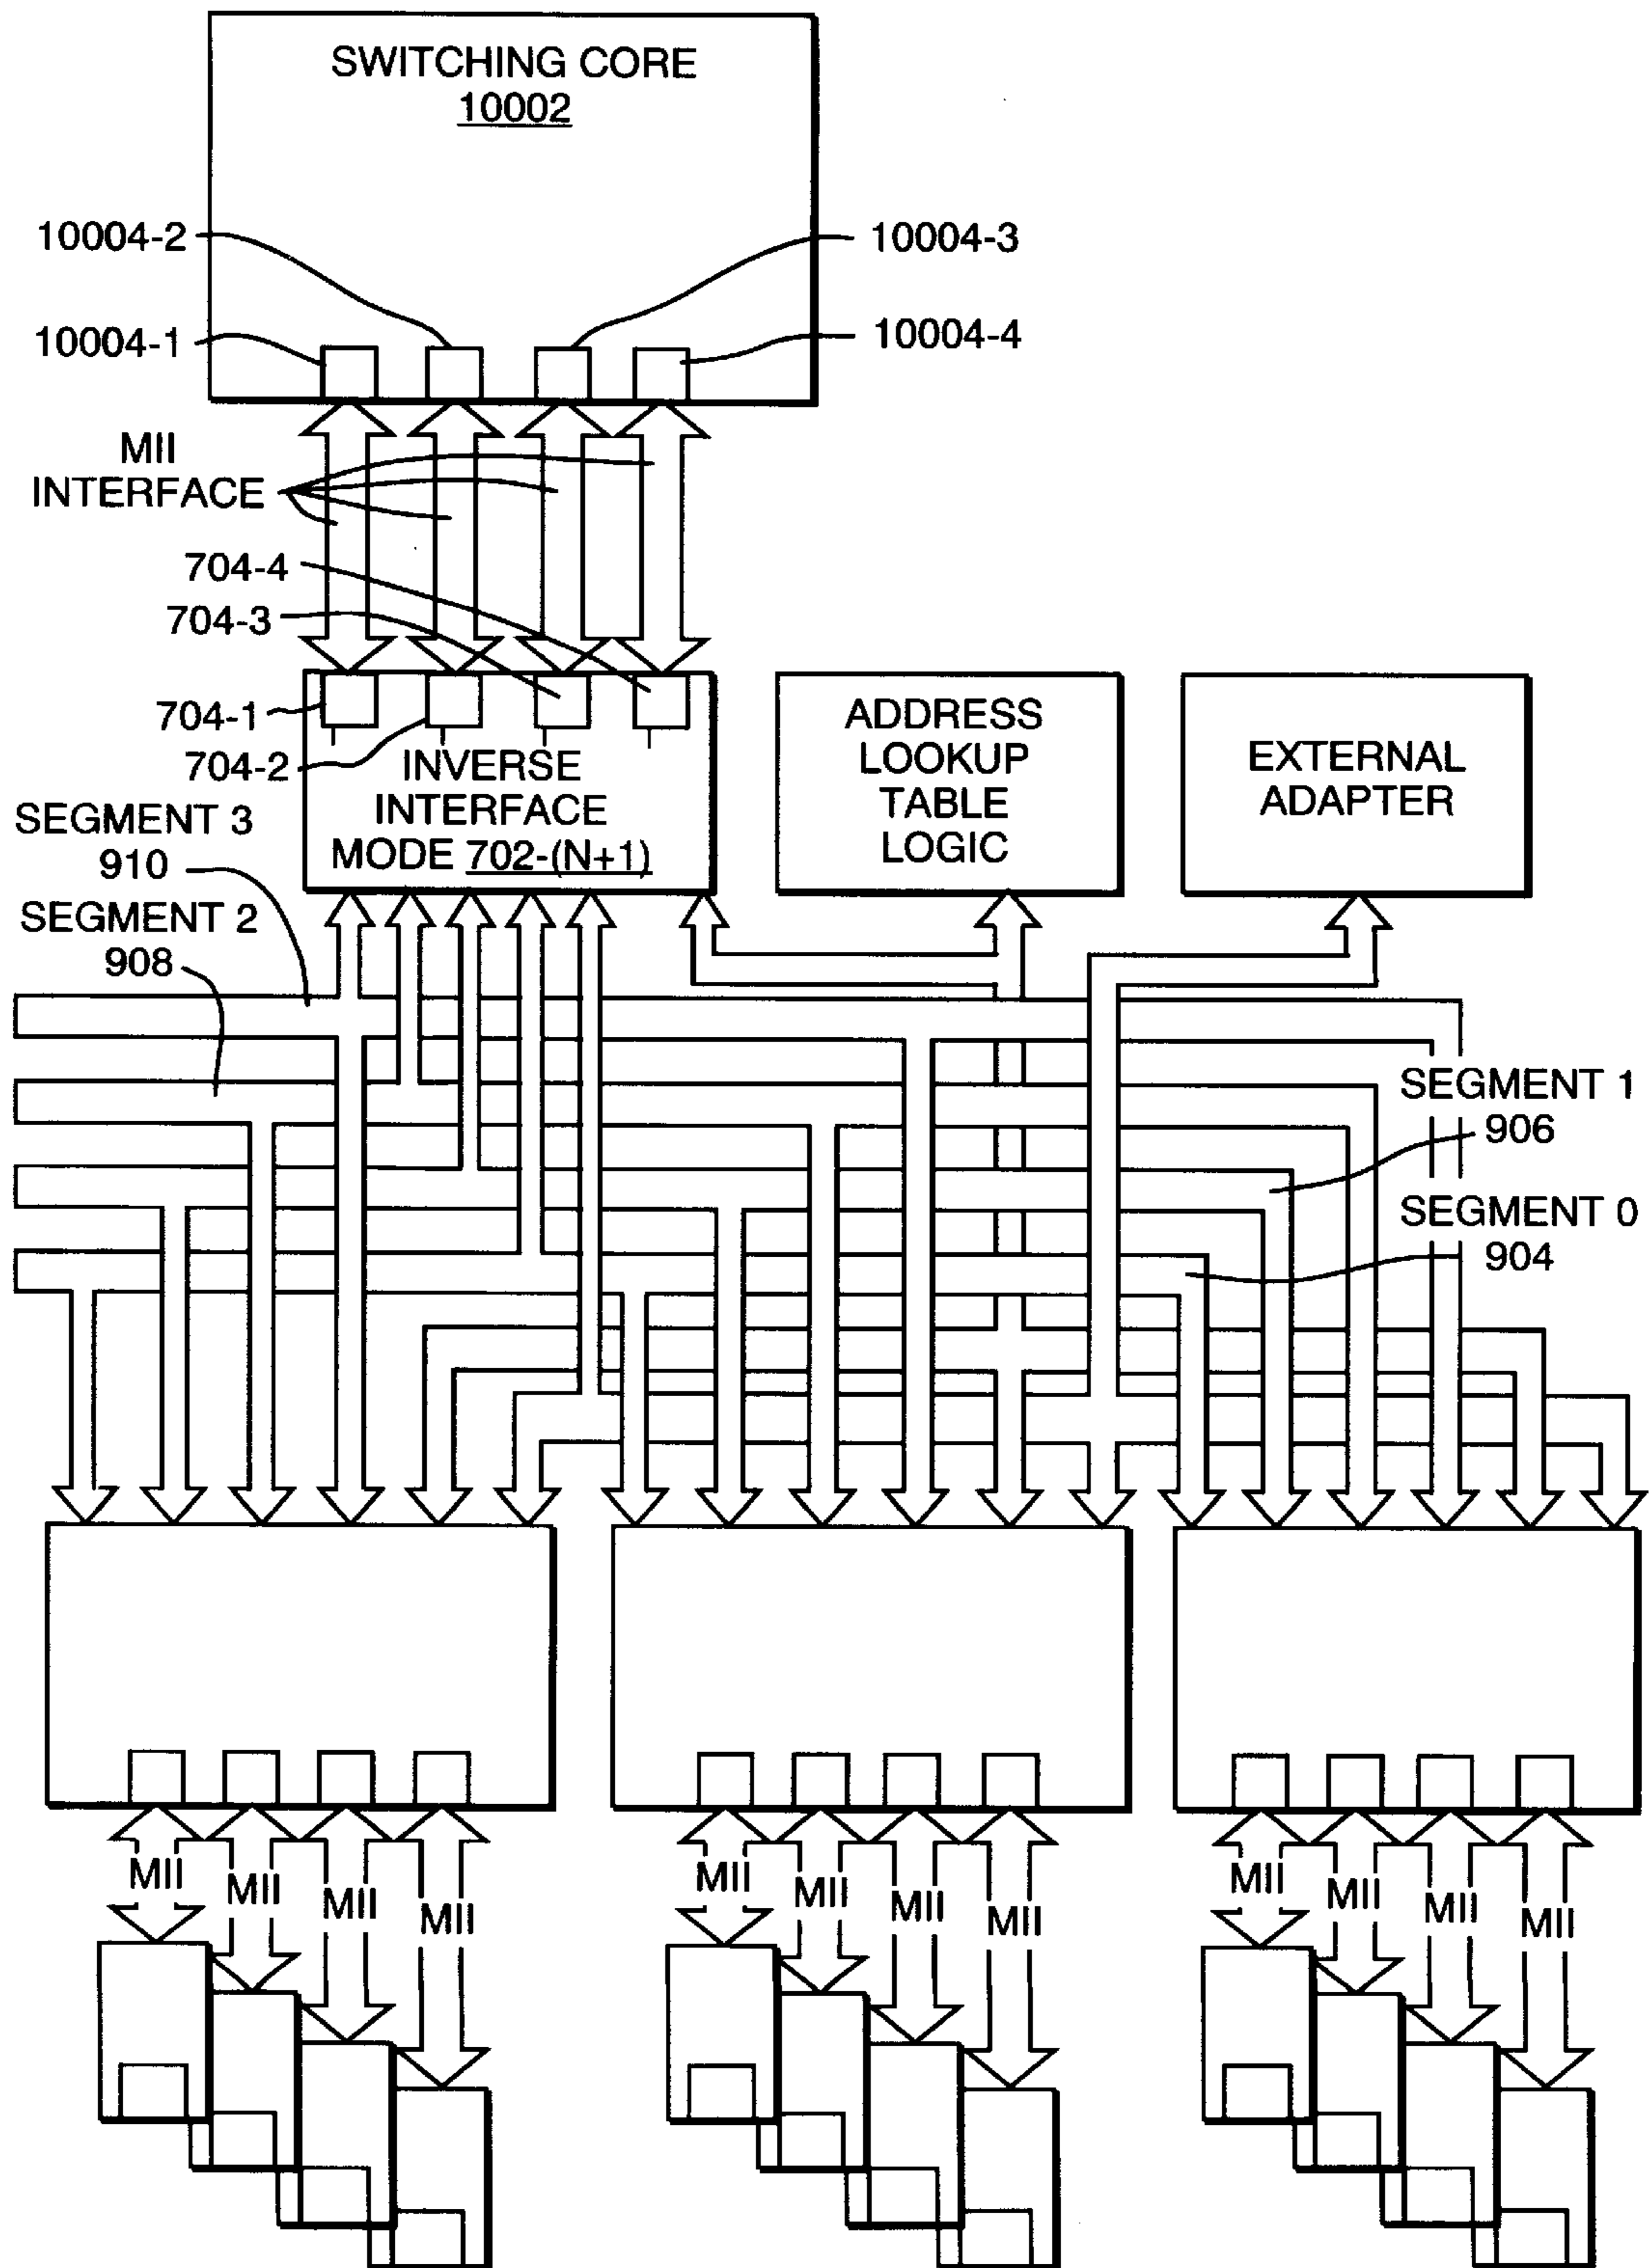 SWITCHING CORE
10002
10004-2
10004-3
10004-1
10004-4
MII
INTERFACE
704-4
704-3
704-1
704-2
INVERSE
INTERFACE
MODE 702-(N+1)
ADDRESS
LOOKUP
TABLE
LOGIC
EXTERNAL
ADAPTER
SEGMENT 3
910
SEGMENT 2
908
SEGMENT 1
906
SEGMENT 0
904
MII
MII
MII
MII
MII
MII
MII
MII
MII
MII
MII
MII